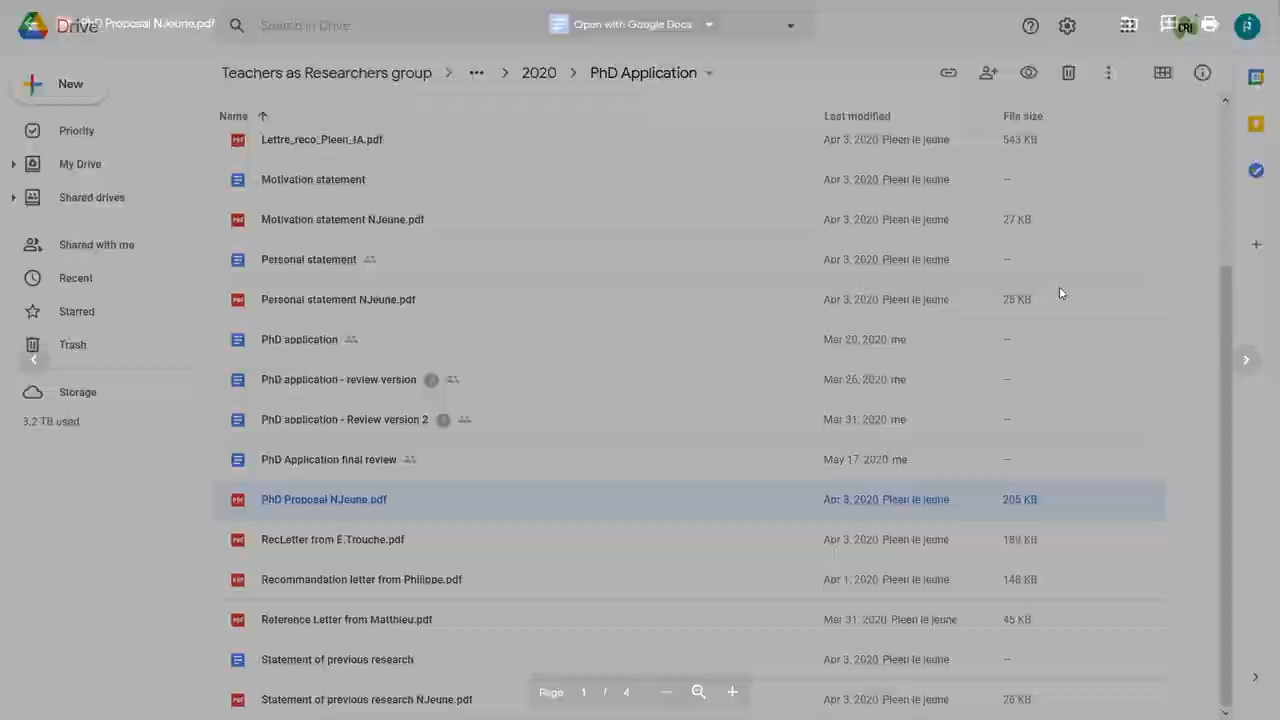 Drive
PhD Proposal NJeune.pdf
Search in Drive
Open with Google Docs
CRI
New
Teachers as Researchers group > ••• > 2020 > PhD Application
Name
Last modified
File size
Priority
My Drive
Shared drives
Shared with me
Recent
Starred
Trash
Storage
3.2 TB used
Lettre_reco_Pleen_IA.pdf Apr 3, 2020 Pleen le jeune 543 KB
Motivation statement Apr 3, 2020 Pleen le jeune –
Motivation statement NJeune.pdf Apr 3, 2020 Pleen le jeune 27 KB
Personal statement Apr 3, 2020 Pleen le jeune –
Personal statement NJeune.pdf Apr 3, 2020 Pleen le jeune 25 KB
PhD application Mar 20, 2020 me –
PhD application - review version Mar 26, 2020 me –
PhD application - Review version 2 Mar 31, 2020 me –
PhD Application final review May 17, 2020 me –
PhD Proposal NJeune.pdf Apr 3, 2020 Pleen le jeune 205 KB
RecLetter from E.Trouche.pdf Apr 3, 2020 Pleen le jeune 189 KB
Recommandation letter from Philippe.pdf Apr 1, 2020 Pleen le jeune 148 KB
Reference Letter from Matthieu.pdf Mar 31, 2020 Pleen le jeune 45 KB
Statement of previous research Apr 3, 2020 Pleen le jeune –
Statement of previous research NJeune.pdf Apr 3, 2020 Pleen le jeune 26 KB
Page 1 / 4